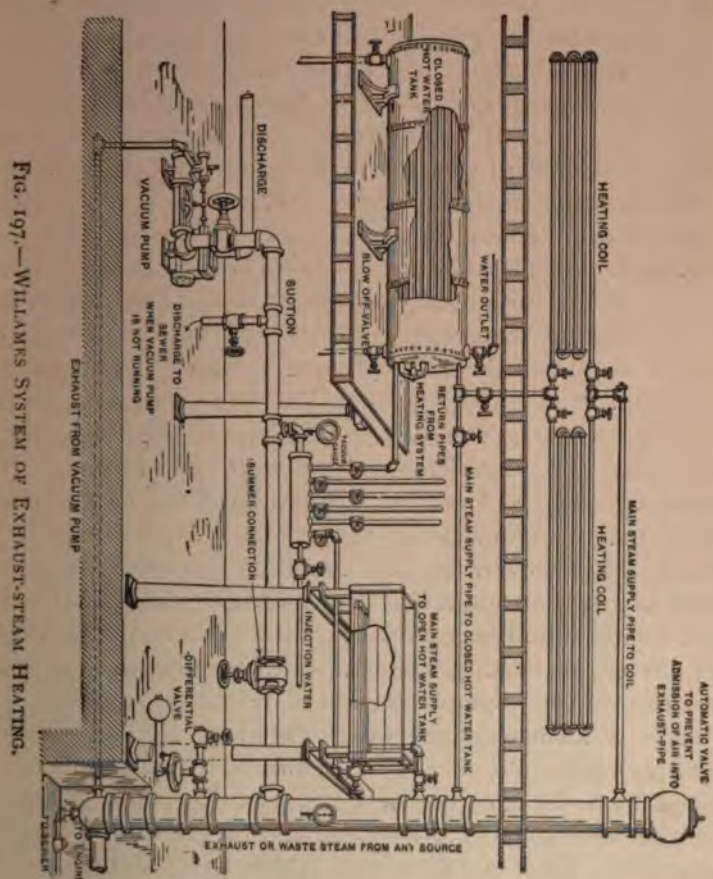 AUTOMATIC VALVE
TO PREVENT
ADMISSION OF AIR INTO
EXHAUST-PIPE
MAIN STEAM SUPPLY PIPE TO COIL
HEATING COIL
HEATING COIL
CLOSED
HOT WATER
TANK
WATER OUTLET
BLOW OFF-VALVE
MAIN STEAM SUPPLY PIPE TO CLOSED HOT WATER TANK
RETURN PIPES
FROM
HEATING SYSTEM
VACUUM
MAIN STEAM SUPPLY
TO OPEN HOT WATER TANK
INJECTION WATER
SUMMER CONNECTION
SUCTION
DISCHARGE
VACUUM PUMP
DISCHARGE TO
SEWER
WHEN VACUUM PUMP
IS NOT RUNNING
DIFFERENTIAL
VALVE
EXHAUST OR WASTE STEAM FROM ANY SOURCE
EXHAUST FROM VACUUM PUMP
TO ENGINE
TO SEWER
FIG. 197.—WILLAMES SYSTEM OF EXHAUST-STEAM HEATING.